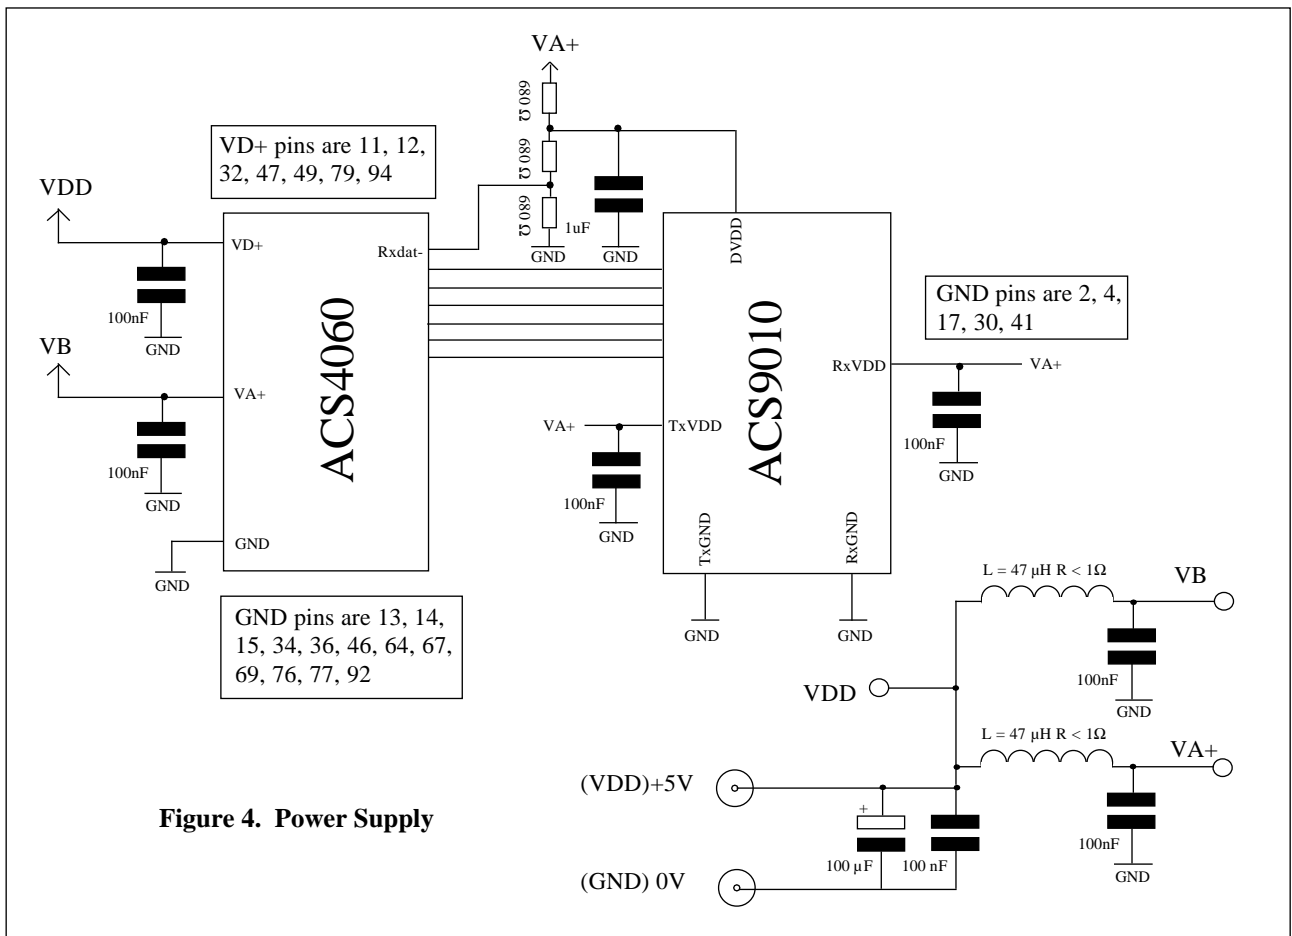 VA+
680 Ω
680 Ω
680 Ω
1uF
GND
GND
VD+ pins are 11, 12,
32, 47, 49, 79, 94
VDD
VD+
Rxdat-
100nF
GND
VB
VA+
100nF
GND
GND
GND
ACS4060
GND pins are 13, 14,
15, 34, 36, 46, 64, 67,
69, 76, 77, 92
DVDD
ACS9010
RxVDD
VA+
TxVDD
VA+
100nF
GND
TxGND
RxGND
GND
GND
GND pins are 2, 4,
17, 30, 41
100nF
GND
L = 47 µH R < 1Ω
VB
100nF
GND
VDD
L = 47 µH R < 1Ω
VA+
100nF
GND
(VDD)+5V
+
100 µF
100 nF
(GND) 0V
Figure 4. Power Supply